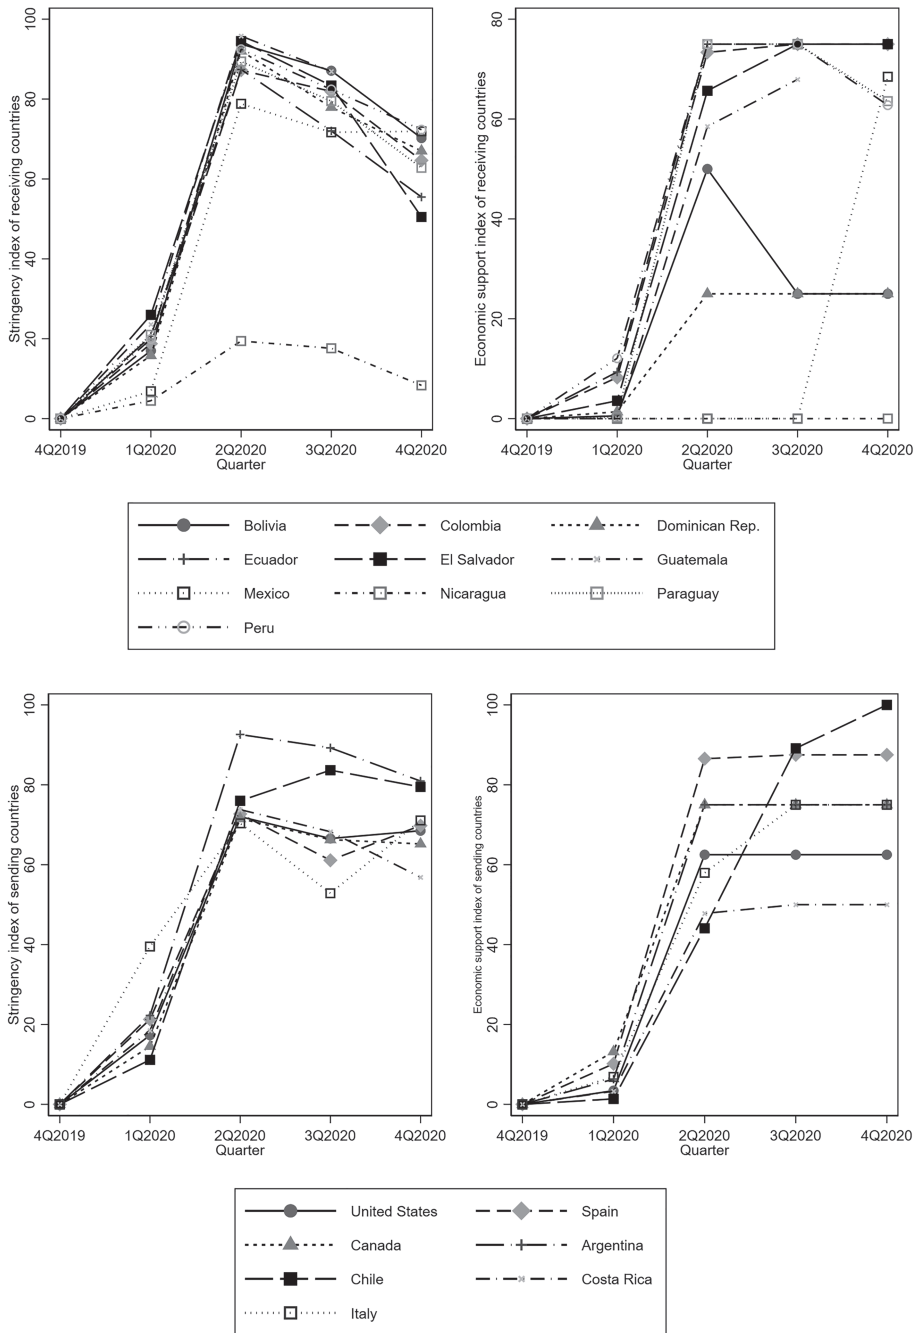 Stringency index of receiving countries
100
80
60
40
20
0
4Q2019 1Q2020 2Q2020 3Q2020 4Q2020
Quarter
Economic support index of receiving countries
80
60
40
20
0
4Q2019 1Q2020 2Q2020 3Q2020 4Q2020
Quarter
Bolivia Colombia Dominican Rep.
Ecuador El Salvador Guatemala
Mexico Nicaragua Paraguay
Peru
Stringency index of sending countries
100
80
60
40
20
0
4Q2019 1Q2020 2Q2020 3Q2020 4Q2020
Quarter
Economic support index of sending countries
100
80
60
40
20
0
4Q2019 1Q2020 2Q2020 3Q2020 4Q2020
Quarter
United States Spain
Canada Argentina
Chile Costa Rica
Italy